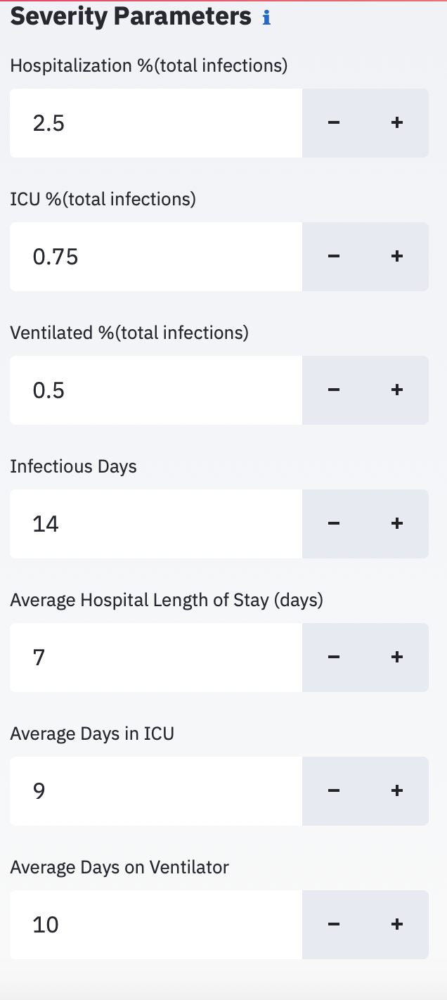 Severity Parameters i
Hospitalization %(total infections)
2.5 − +
ICU %(total infections)
0.75 − +
Ventilated %(total infections)
0.5 − +
Infectious Days
14 − +
Average Hospital Length of Stay (days)
7 − +
Average Days in ICU
9 − +
Average Days on Ventilator
10 − +